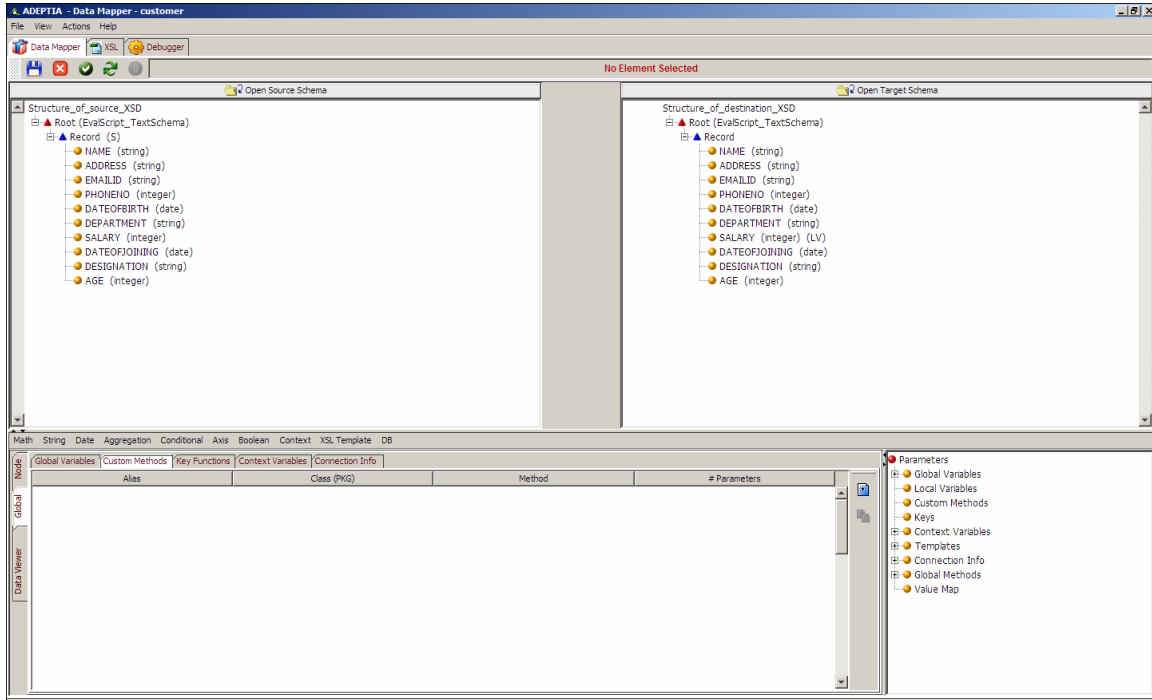 ADEPTIA - Data Mapper - customer
File View Actions Help
Data Mapper XSL Debugger
No Element Selected
Open Source Schema Open Target Schema
Structure_of_source_XSD
Root (EvalScript_TextSchema)
Record (S)
NAME (string)
ADDRESS (string)
EMAILID (string)
PHONENO (integer)
DATEOFBIRTH (date)
DEPARTMENT (string)
SALARY (integer)
DATEOFJOINING (date)
DESIGNATION (string)
AGE (integer)
Structure_of_destination_XSD
Root (EvalScript_TextSchema)
Record
NAME (string)
ADDRESS (string)
EMAILID (string)
PHONENO (integer)
DATEOFBIRTH (date)
DEPARTMENT (string)
SALARY (integer) (LV)
DATEOFJOINING (date)
DESIGNATION (string)
AGE (integer)
Math String Date Aggregation Conditional Axis Boolean Context XSL Template DB
Node
Global
Data Viewer
Global Variables Custom Methods Key Functions Context Variables Connection Info
Alias Class (PKG) Method # Parameters
Parameters
Global Variables
Local Variables
Custom Methods
Keys
Context Variables
Templates
Connection Info
Global Methods
Value Map